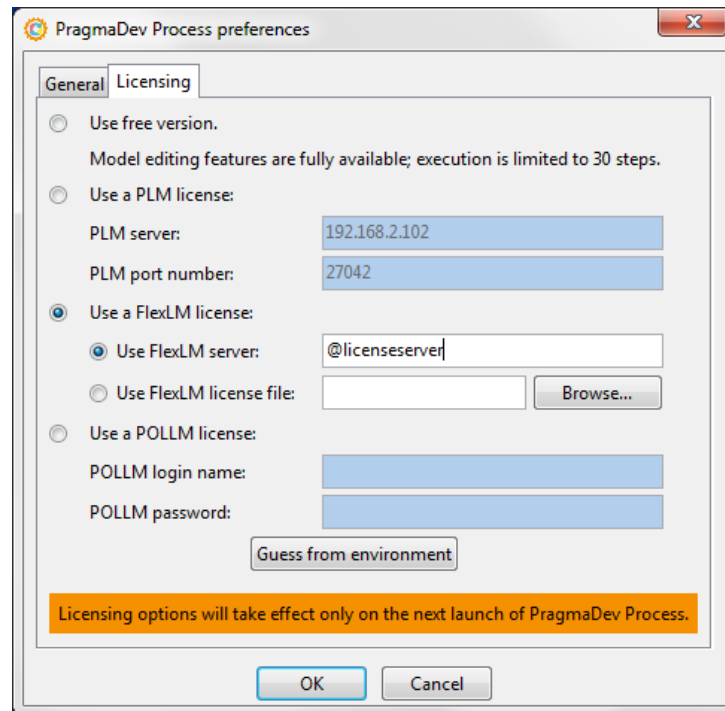 PragmaDev Process preferences
General Licensing
Use free version.
Model editing features are fully available; execution is limited to 30 steps.
Use a PLM license:
PLM server: 192.168.2.102
PLM port number: 27042
Use a FlexLM license:
Use FlexLM server: @licenseserver
Use FlexLM license file: Browse...
Use a POLLM license:
POLLM login name:
POLLM password:
Guess from environment
Licensing options will take effect only on the next launch of PragmaDev Process.
OK Cancel